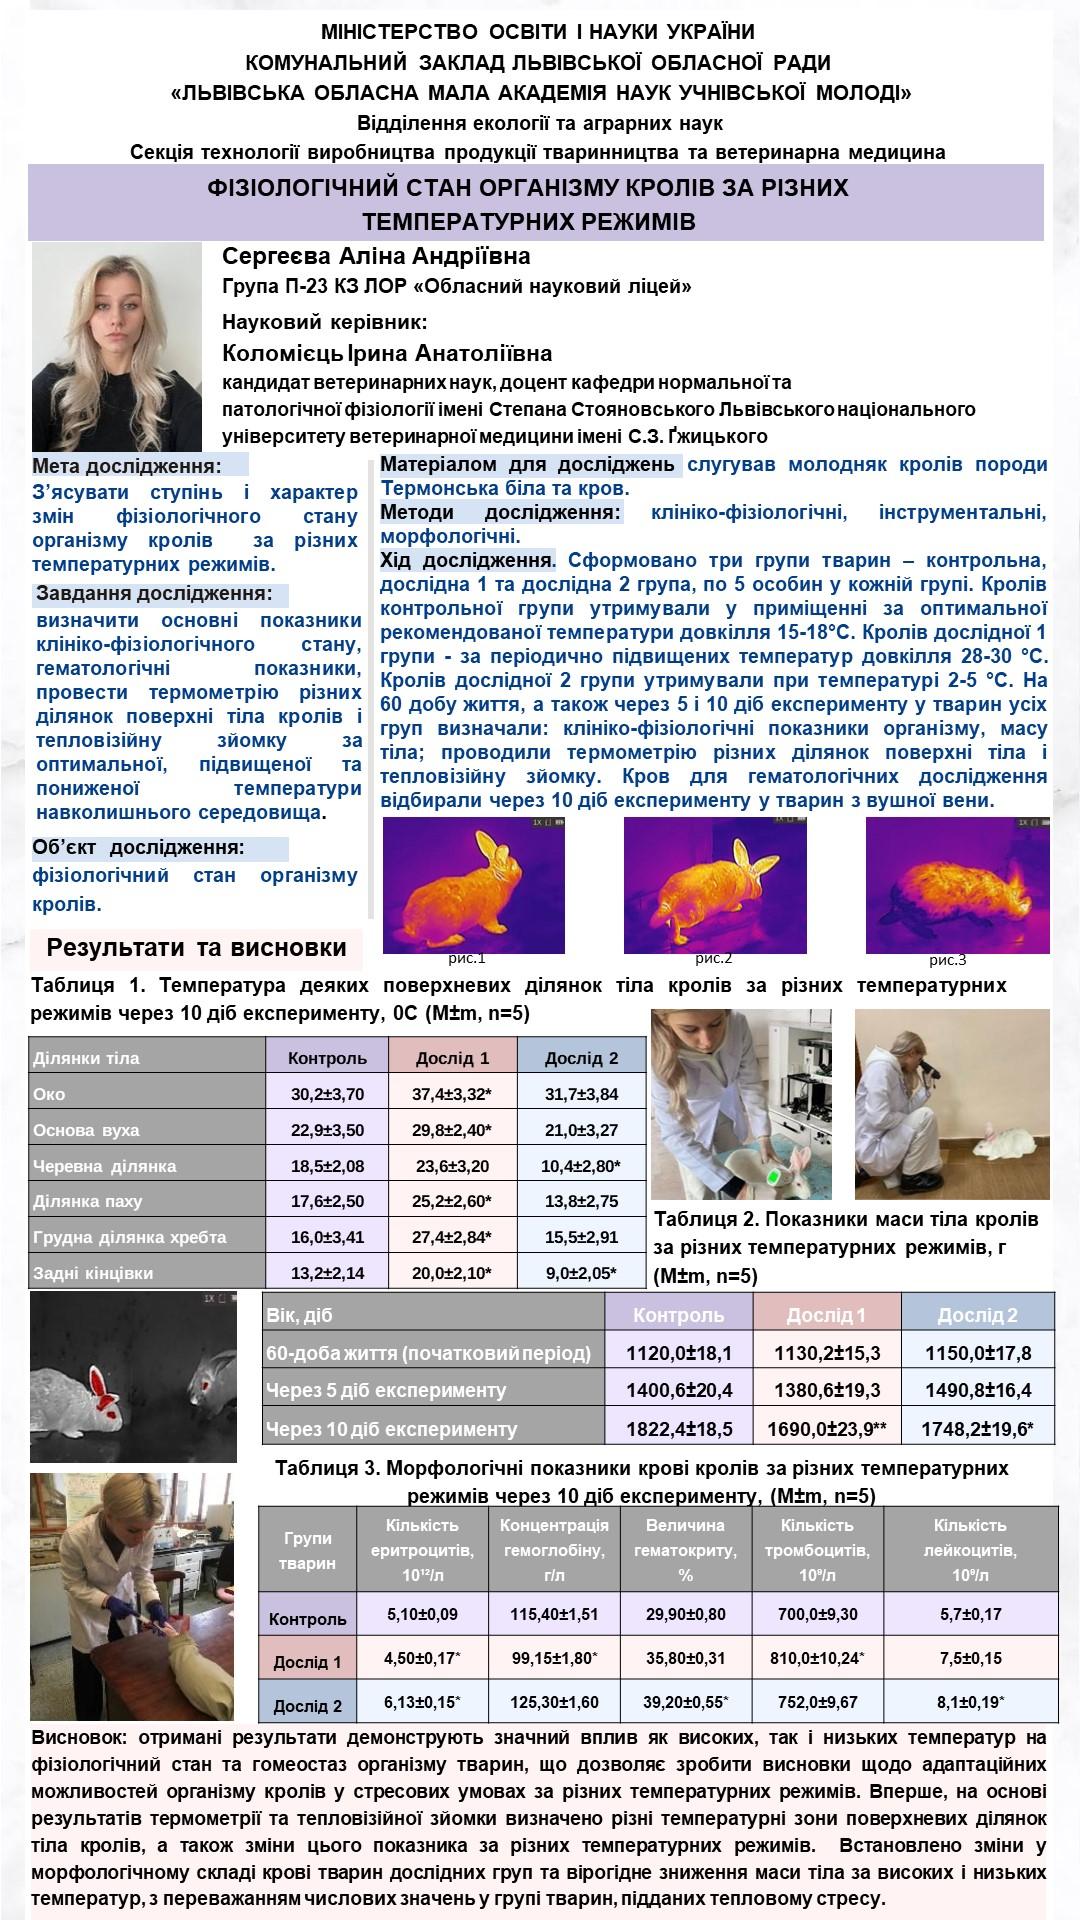 МІНІСТЕРСТВО ОСВІТИ І НАУКИ УКРАЇНИ
КОМУНАЛЬНИЙ ЗАКЛАД ЛЬВІВСЬКОЇ ОБЛАСНОЇ РАДИ
«ЛЬВІВСЬКА ОБЛАСНА МАЛА АКАДЕМІЯ НАУК УЧНІВСЬКОЇ МОЛОДІ»
Відділення екології та аграрних наук
Секція технології виробництва продукції тваринництва та ветеринарна медицина
ФІЗІОЛОГІЧНИЙ СТАН ОРГАНІЗМУ КРОЛІВ ЗА РІЗНИХ
ТЕМПЕРАТУРНИХ РЕЖИМІВ
Сергеєва Аліна Андріївна
Група П-23 КЗ ЛОР «Обласний науковий ліцей»
Науковий керівник:
Коломієць Ірина Анатоліївна
кандидат ветеринарних наук, доцент кафедри нормальної та
патологічної фізіології імені Степана Стояновського Львівського національного
університету ветеринарної медицини імені С.З. Ґжицького
Мета дослідження:
З’ясувати ступінь і характер
змін фізіологічного стану
організму кролів за різних
температурних режимів.
Завдання дослідження:
визначити основні показники
клініко-фізіологічного стану,
гематологічні показники,
провести термометрію різних
ділянок поверхні тіла кролів і
тепловізійну зйомку за
оптимальної, підвищеної та
пониженої температури
навколишнього середовища.
Об’єкт дослідження:
фізіологічний стан організму
кролів.
Матеріалом для досліджень слугував молодняк кролів породи
Термонська біла та кров.
Методи дослідження: клініко-фізіологічні, інструментальні,
морфологічні.
Хід дослідження. Сформовано три групи тварин – контрольна,
дослідна 1 та дослідна 2 група, по 5 особин у кожній групі. Кролів
контрольної групи утримували у приміщенні за оптимальної
рекомендованої температури довкілля 15-18°С. Кролів дослідної 1
групи - за періодично підвищених температур довкілля 28-30 °С.
Кролів дослідної 2 групи утримували при температурі 2-5 °С. На
60 добу життя, а також через 5 і 10 діб експерименту у тварин усіх
груп визначали: клініко-фізіологічні показники організму, масу
тіла; проводили термометрію різних ділянок поверхні тіла і
тепловізійну зйомку. Кров для гематологічних дослідження
відбирали через 10 діб експерименту у тварин з вушної вени.
1X 1X 1X
рис.1 рис.2 рис.3
Результати та висновки
Таблиця 1. Температура деяких поверхневих ділянок тіла кролів за різних температурних
режимів через 10 діб експерименту, 0С (M±m, n=5)
Ділянки тіла Контроль Дослід 1 Дослід 2
Око 30,2±3,70 37,4±3,32* 31,7±3,84
Основа вуха 22,9±3,50 29,8±2,40* 21,0±3,27
Черевна ділянка 18,5±2,08 23,6±3,20 10,4±2,80*
Ділянка паху 17,6±2,50 25,2±2,60* 13,8±2,75
Грудна ділянка хребта 16,0±3,41 27,4±2,84* 15,5±2,91
Задні кінцівки 13,2±2,14 20,0±2,10* 9,0±2,05*
Таблиця 2. Показники маси тіла кролів
за різних температурних режимів, г
(M±m, n=5)
1X
Вік, діб Контроль Дослід 1 Дослід 2
60-доба життя (початковий період) 1120,0±18,1 1130,2±15,3 1150,0±17,8
Через 5 діб експерименту 1400,6±20,4 1380,6±19,3 1490,8±16,4
Через 10 діб експерименту 1822,4±18,5 1690,0±23,9** 1748,2±19,6*
Таблиця 3. Морфологічні показники крові кролів за різних температурних
режимів через 10 діб експерименту, (M±m, n=5)
Групи тварин Кількість еритроцитів, 10¹²/л Концентрація гемоглобіну, г/л Величина гематокриту, % Кількість тромбоцитів, 10⁹/л Кількість лейкоцитів, 10⁹/л
Контроль 5,10±0,09 115,40±1,51 29,90±0,80 700,0±9,30 5,7±0,17
Дослід 1 4,50±0,17* 99,15±1,80* 35,80±0,31 810,0±10,24* 7,5±0,15
Дослід 2 6,13±0,15* 125,30±1,60 39,20±0,55* 752,0±9,67 8,1±0,19*
Висновок: отримані результати демонструють значний вплив як високих, так і низьких температур на
фізіологічний стан та гомеостаз організму тварин, що дозволяє зробити висновки щодо адаптаційних
можливостей організму кролів у стресових умовах за різних температурних режимів. Вперше, на основі
результатів термометрії та тепловізійної зйомки визначено різні температурні зони поверхневих ділянок
тіла кролів, а також зміни цього показника за різних температурних режимів. Встановлено зміни у
морфологічному складі крові тварин дослідних груп та вірогідне зниження маси тіла за високих і низьких
температур, з переважанням числових значень у групі тварин, підданих тепловому стресу.